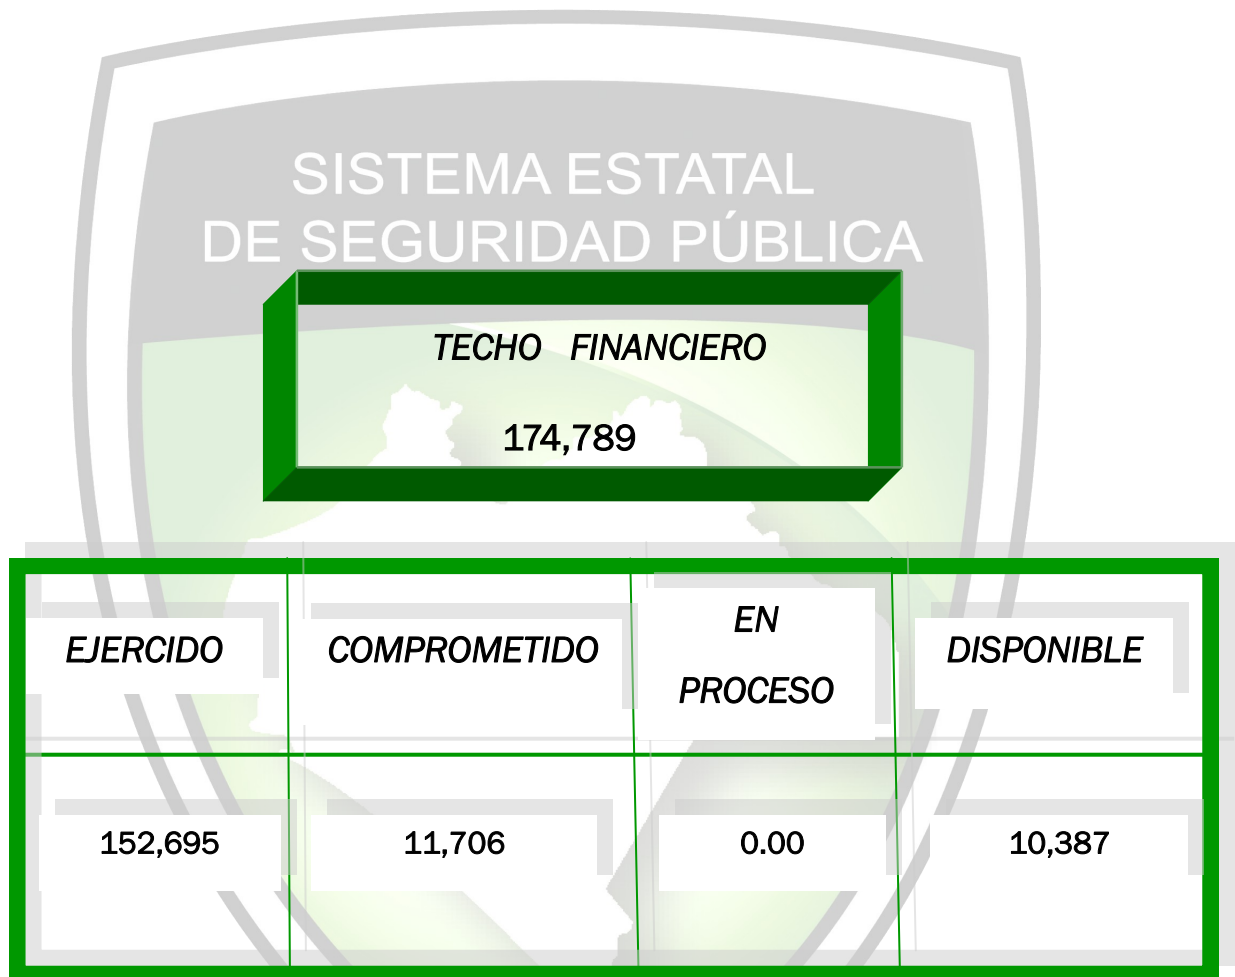 SISTEMA ESTATAL
DE SEGURIDAD PÚBLICA
TECHO FINANCIERO
174,789
EJERCIDO
COMPROMETIDO
EN
PROCESO
DISPONIBLE
152,695
11,706
0.00
10,387